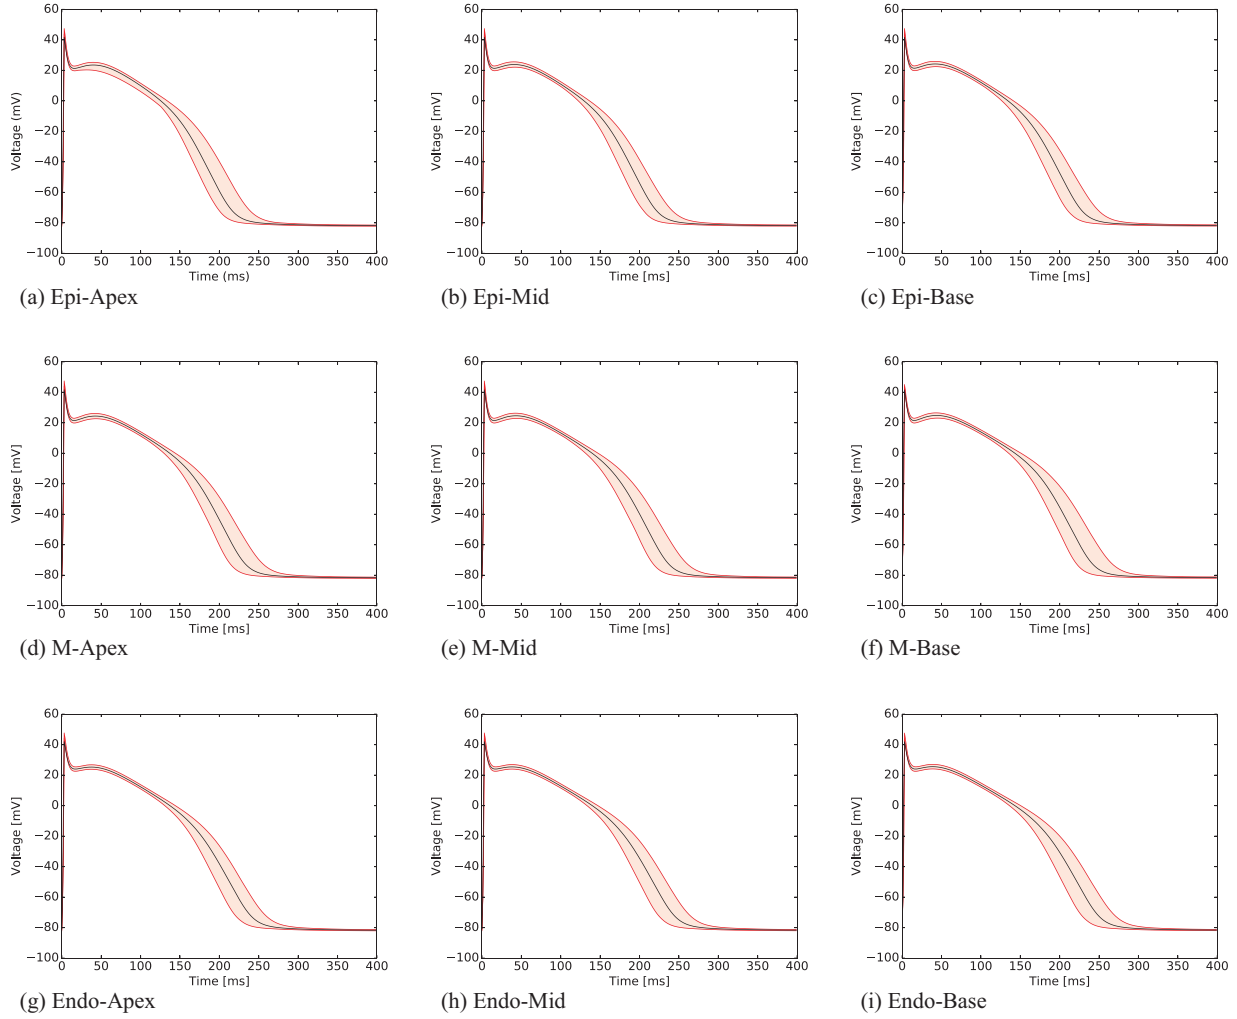 60
40
20
0
−20
−40
−60
−80
−100
Voltage (mV)
0 50 100 150 200 250 300 350 400
Time (ms)
(a) Epi-Apex
60
40
20
0
−20
−40
−60
−80
−100
Voltage [mV]
0 50 100 150 200 250 300 350 400
Time [ms]
(b) Epi-Mid
60
40
20
0
−20
−40
−60
−80
−100
Voltage [mV]
0 50 100 150 200 250 300 350 400
Time [ms]
(c) Epi-Base
60
40
20
0
−20
−40
−60
−80
−100
Voltage [mV]
0 50 100 150 200 250 300 350 400
Time [ms]
(d) M-Apex
60
40
20
0
−20
−40
−60
−80
−100
Voltage [mV]
0 50 100 150 200 250 300 350 400
Time [ms]
(e) M-Mid
60
40
20
0
−20
−40
−60
−80
−100
Voltage [mV]
0 50 100 150 200 250 300 350 400
Time [ms]
(f) M-Base
60
40
20
0
−20
−40
−60
−80
−100
Voltage [mV]
0 50 100 150 200 250 300 350 400
Time [ms]
(g) Endo-Apex
60
40
20
0
−20
−40
−60
−80
−100
Voltage [mV]
0 50 100 150 200 250 300 350 400
Time [ms]
(h) Endo-Mid
60
40
20
0
−20
−40
−60
−80
−100
Voltage [mV]
0 50 100 150 200 250 300 350 400
Time [ms]
(i) Endo-Base